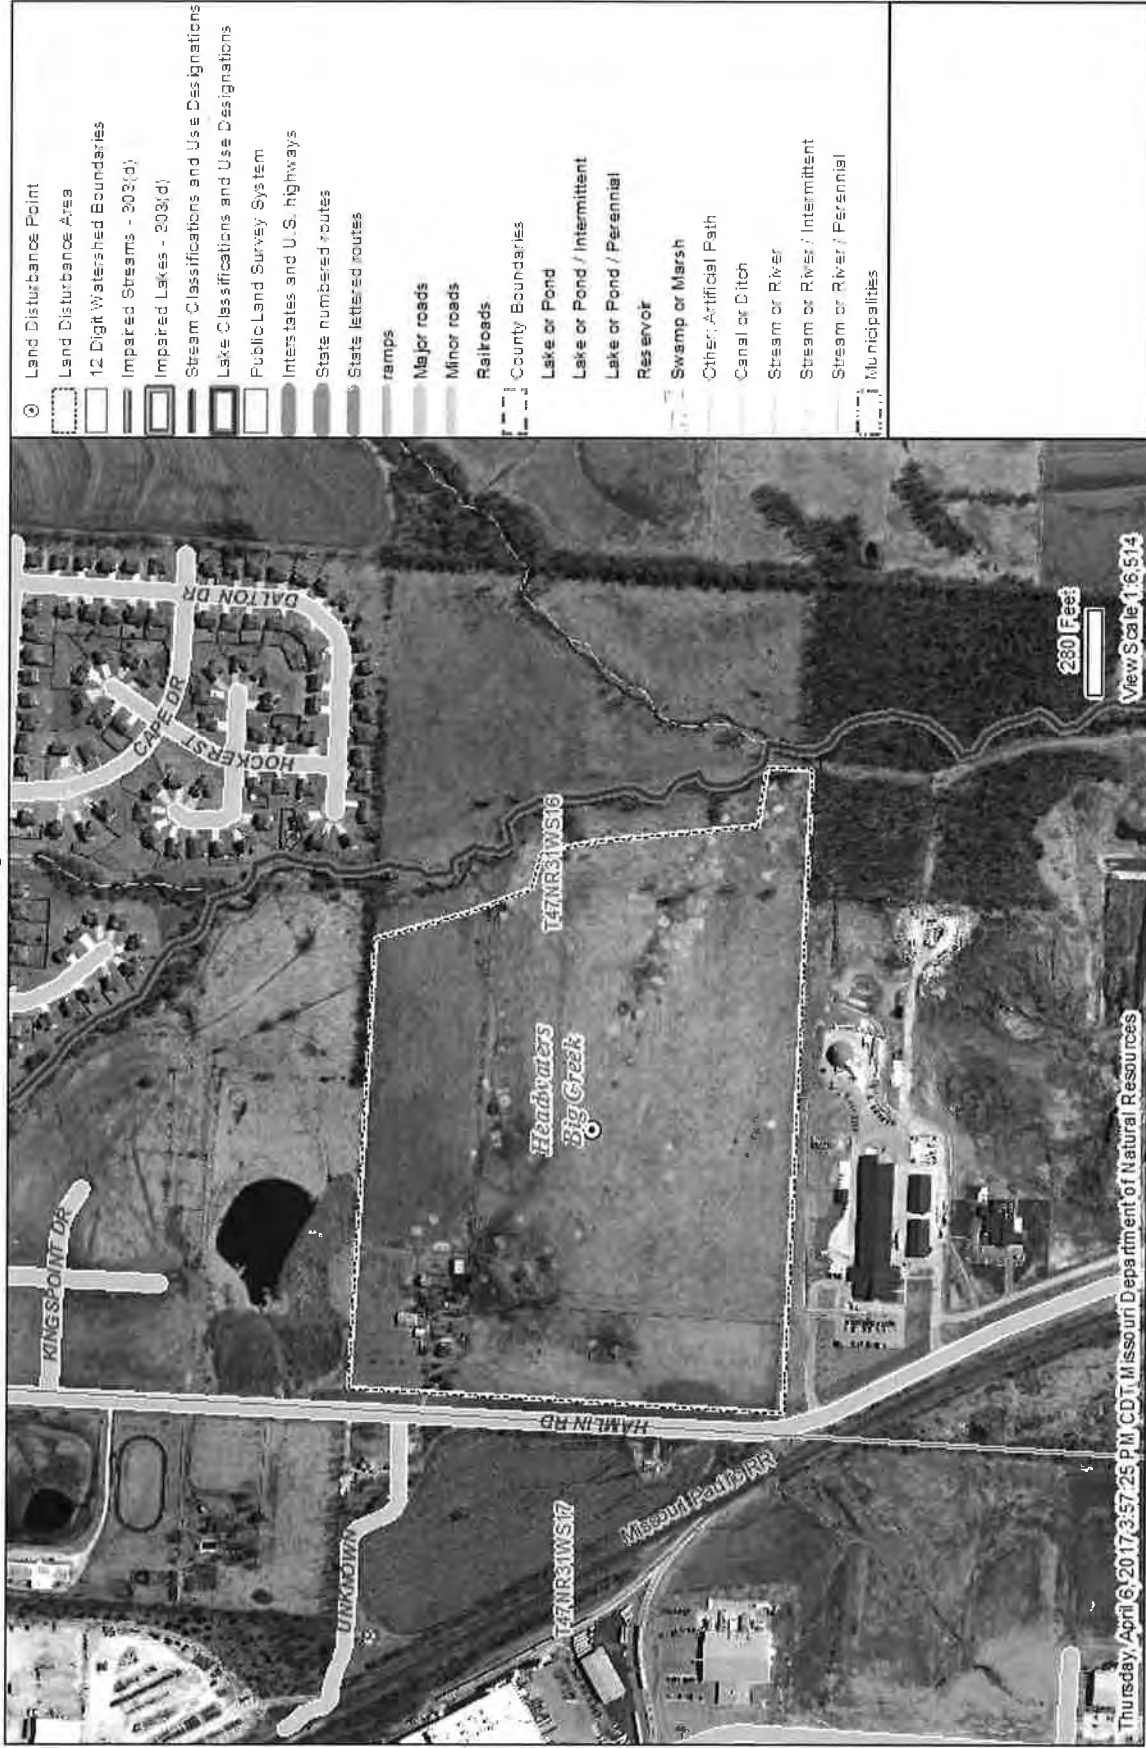 Land Disturbance Point
Land Disturbance Area
12 Digit Watershed Boundaries
Impaired Streams - 303(d)
Impaired Lakes - 303(d)
Stream Classifications and Use Designations
Lake Classifications and Use Designations
Public Land Survey System
Interstates and U.S. highways
State numbered routes
State lettered routes
ramps
Major roads
Minor roads
Railroads
County Boundaries
Lake or Pond
Lake or Pond / Intermittent
Lake or Pond / Perennial
Reservoir
Swamp or Marsh
Other, Artificial Path
Canal or Ditch
Stream or River
Stream or River / Intermittent
Stream or River / Perennial
Municipalities
DALTON DR
CAPE DR
HOCKER ST
KINGSPOINT DR
T47NR31WS16
Headwaters
Big Creek
HAMLIN RD
UNKNOWN
Missouri Pacific RR
T47NR31WS17
280 Feet
View Scale 1:6,514
Thursday, April 6, 2017 3:57:25 PM CDT Missouri Department of Natural Resources